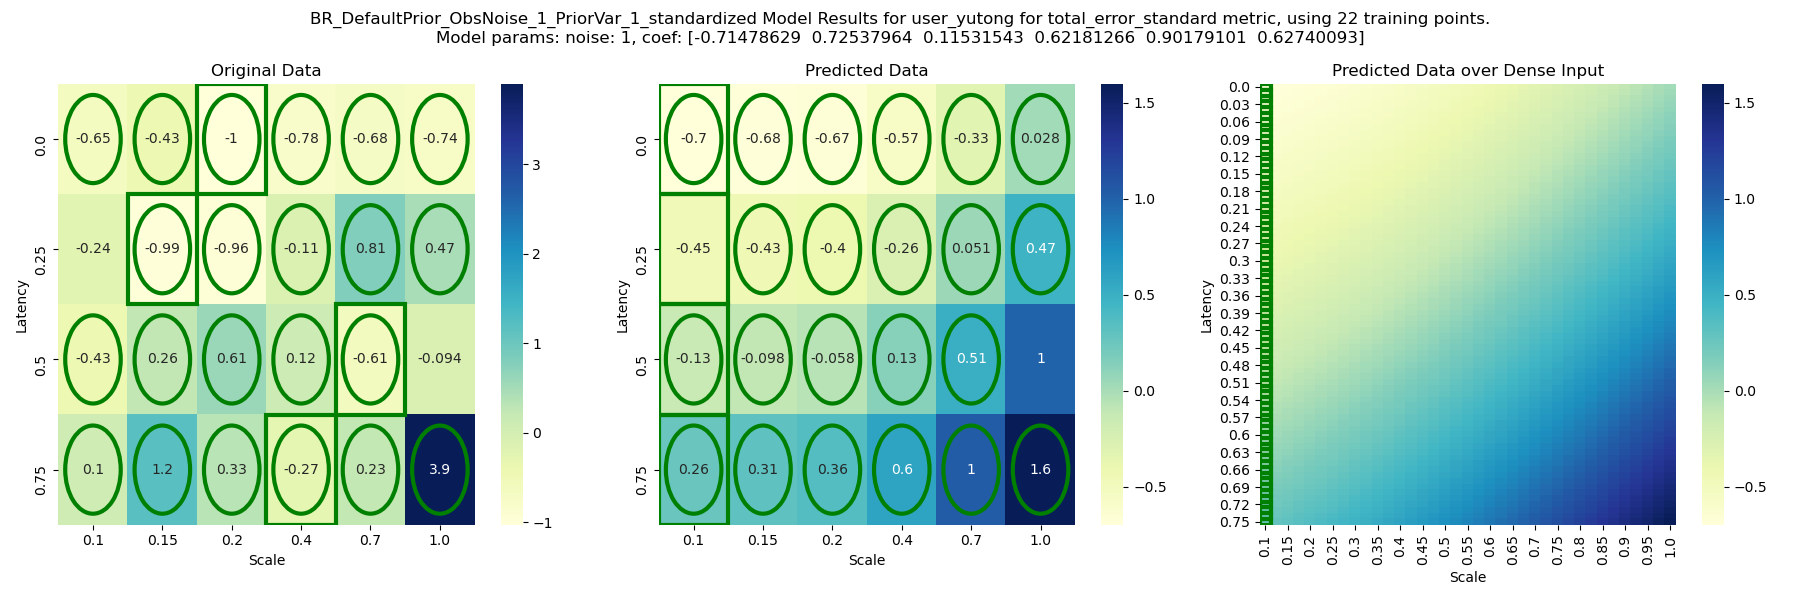 BR_DefaultPrior_ObsNoise_1_PriorVar_1_standardized Model Results for user_yutong for total_error_standard metric, using 22 training points.
Model params: noise: 1, coef: [-0.71478629  0.72537964  0.11531543  0.62181266  0.90179101  0.62740093]
Original Data
0.0 -0.65 -0.43 -1 -0.78 -0.68 -0.74
0.25 -0.24 -0.99 -0.96 -0.11 0.81 0.47
0.5 -0.43 0.26 0.61 0.12 -0.61 -0.094
0.75 0.1 1.2 0.33 -0.27 0.23 3.9
0.1 0.15 0.2 0.4 0.7 1.0
Scale
Latency
3
2
1
0
−1
Predicted Data
0.0 -0.7 -0.68 -0.67 -0.57 -0.33 0.028
0.25 -0.45 -0.43 -0.4 -0.26 0.051 0.47
0.5 -0.13 -0.098 -0.058 0.13 0.51 1
0.75 0.26 0.31 0.36 0.6 1 1.6
0.1 0.15 0.2 0.4 0.7 1.0
Scale
Latency
1.5
1.0
0.5
0.0
−0.5
Predicted Data over Dense Input
0.0
0.03
0.06
0.09
0.12
0.15
0.18
0.21
0.24
0.27
0.3
0.33
0.36
0.39
0.42
0.45
0.48
0.51
0.54
0.57
0.6
0.63
0.66
0.69
0.72
0.75
0.1 0.15 0.2 0.25 0.3 0.35 0.4 0.45 0.5 0.55 0.6 0.65 0.7 0.75 0.8 0.85 0.9 0.95 1.0
Scale
Latency
1.5
1.0
0.5
0.0
−0.5